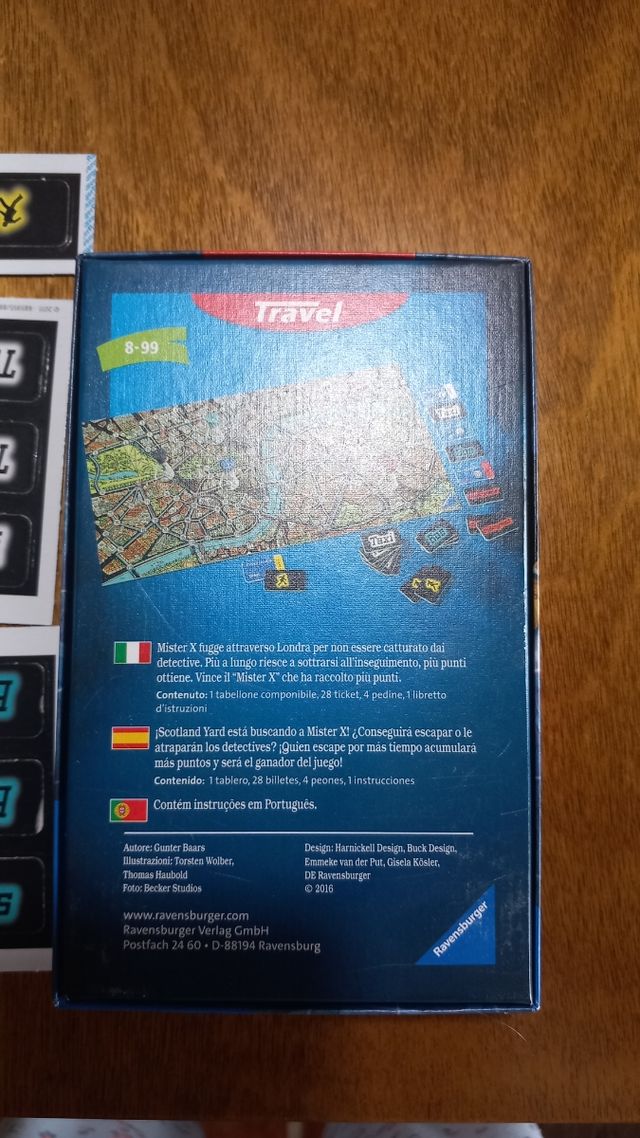 Travel
8-99
Taxi
Taxi
Mister X fugge attraverso Londra per non essere catturato dai
detective. Più a lungo riesce a sottrarsi all'inseguimento, più punti
ottiene. Vince il “Mister X” che ha raccolto più punti.
Contenuto: 1 tabellone componibile, 28 ticket, 4 pedine, 1 libretto
d'istruzioni
¡Scotland Yard está buscando a Mister X! ¿Conseguirá escapar o le
atraparán los detectives? ¡Quien escape por más tiempo acumulará
más puntos y será el ganador del juego!
Contenido: 1 tablero, 28 billetes, 4 peones, 1 instrucciones
Contém instruções em Português.
Autore: Gunter Baars
Illustrazioni: Torsten Wolber,
Thomas Haubold
Foto: Becker Studios
Design: Harnickell Design, Buck Design,
Emmeke van der Put, Gisela Kösler,
DE Ravensburger
© 2016
www.ravensburger.com
Ravensburger Verlag GmbH
Postfach 24 60 • D-88194 Ravensburg
Ravensburger